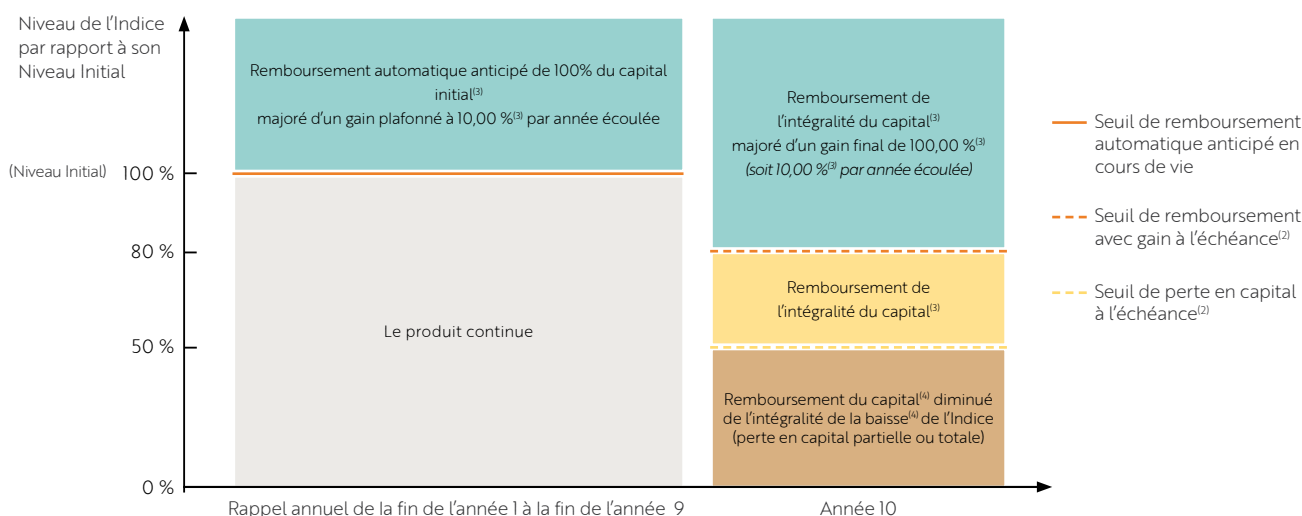 Niveau de l'Indice
par rapport à son
Niveau Initial
Remboursement automatique anticipé de 100% du capital
initial(3)
majoré d'un gain plafonné à 10,00 %(3) par année écoulée
Remboursement de
l'intégralité du capital(3)
majoré d'un gain final de 100,00 %(3)
(soit 10,00 %(3) par année écoulée)
Seuil de remboursement
automatique anticipé en
cours de vie
(Niveau Initial) 100 %
Seuil de remboursement
avec gain à l'échéance(2)
80 %
Remboursement de
l'intégralité du capital(3)
Seuil de perte en capital
à l'échéance(2)
Le produit continue
50 %
Remboursement du capital(4) diminué
de l'intégralité de la baisse(4) de l'Indice
(perte en capital partielle ou totale)
0 %
Rappel annuel de la fin de l'année 1 à la fin de l'année 9
Année 10